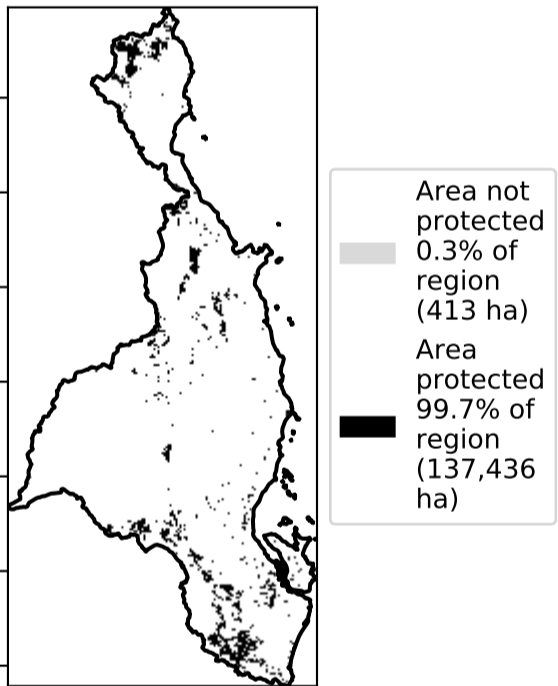 Area not
protected
0.3% of
region
(413 ha)
Area
protected
99.7% of
region
(137,436
ha)